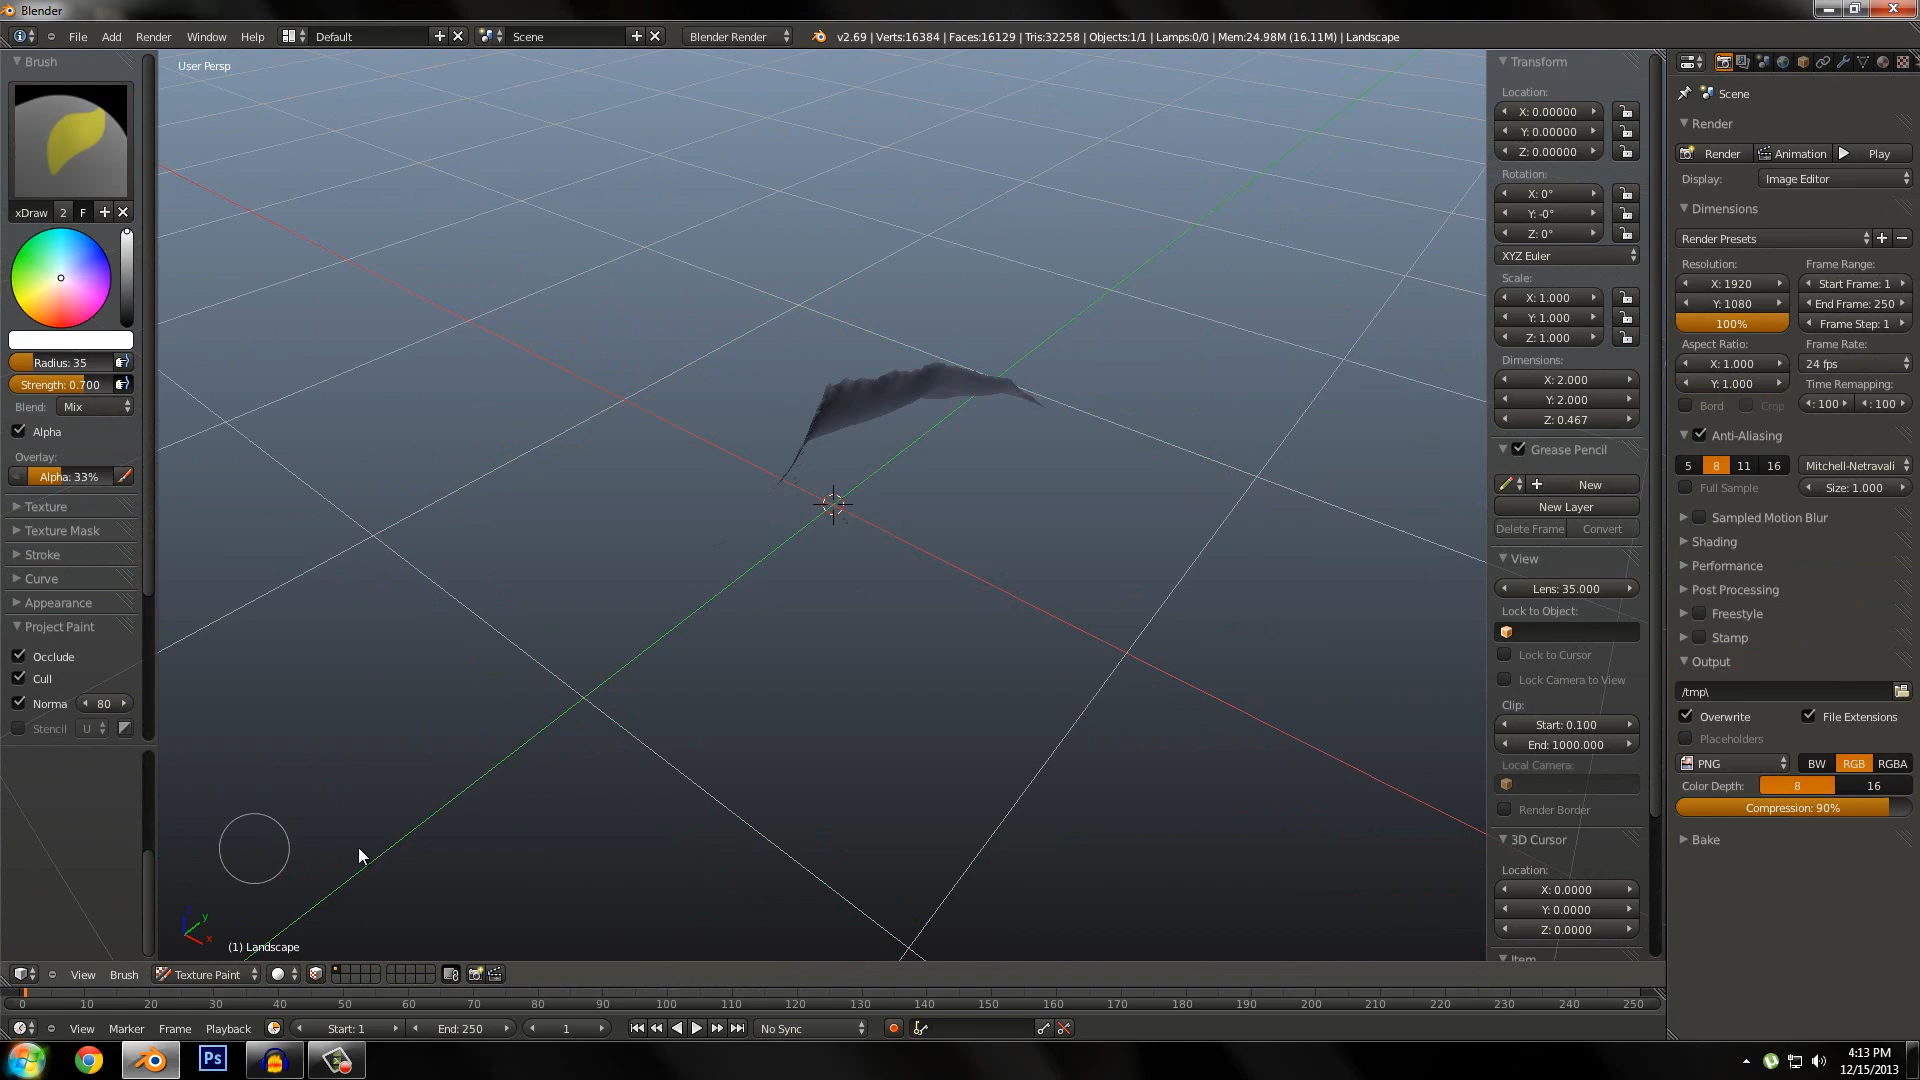 Blender
File Add Render Window Help Default Scene Blender Render v2.69 | Verts:16384 | Faces:16129 | Tris:32258 | Objects:1/1 | Lamps:0/0 | Mem:24.98M (16.11M) | Landscape
Brush
xDraw 2 F
Radius: 35
Strength: 0.700
Blend: Mix
Alpha
Overlay:
Alpha: 33%
Texture
Texture Mask
Stroke
Curve
Appearance
Project Paint
Occlude
Cull
Norma 80
Stencil U
User Persp
z
y
x
(1) Landscape
Transform
Location:
X: 0.00000
Y: 0.00000
Z: 0.00000
Rotation:
X: 0°
Y: -0°
Z: 0°
XYZ Euler
Scale:
X: 1.000
Y: 1.000
Z: 1.000
Dimensions:
X: 2.000
Y: 2.000
Z: 0.467
Grease Pencil
New
New Layer
Delete Frame Convert
View
Lens: 35.000
Lock to Object:
Lock to Cursor
Lock Camera to View
Clip:
Start: 0.100
End: 1000.000
Local Camera:
Render Border
3D Cursor
Location:
X: 0.0000
Y: 0.0000
Z: 0.0000
Item
Scene
Render
Render Animation Play
Display: Image Editor
Dimensions
Render Presets
Resolution: Frame Range:
X: 1920 Start Frame: 1
Y: 1080 End Frame: 250
100% Frame Step: 1
Aspect Ratio: Frame Rate:
X: 1.000 24 fps
Y: 1.000 Time Remapping:
Bord Crop : 100 : 100
Anti-Aliasing
5 8 11 16 Mitchell-Netravali
Full Sample Size: 1.000
Sampled Motion Blur
Shading
Performance
Post Processing
Freestyle
Stamp
Output
/tmp\
Overwrite File Extensions
Placeholders
PNG BW RGB RGBA
Color Depth: 8 16
Compression: 90%
Bake
View Brush Texture Paint
0 10 20 30 40 50 60 70 80 90 100 110 120 130 140 150 160 170 180 190 200 210 220 230 240 250
View Marker Frame Playback Start: 1 End: 250 1 No Sync
Ps
4:13 PM
12/15/2013